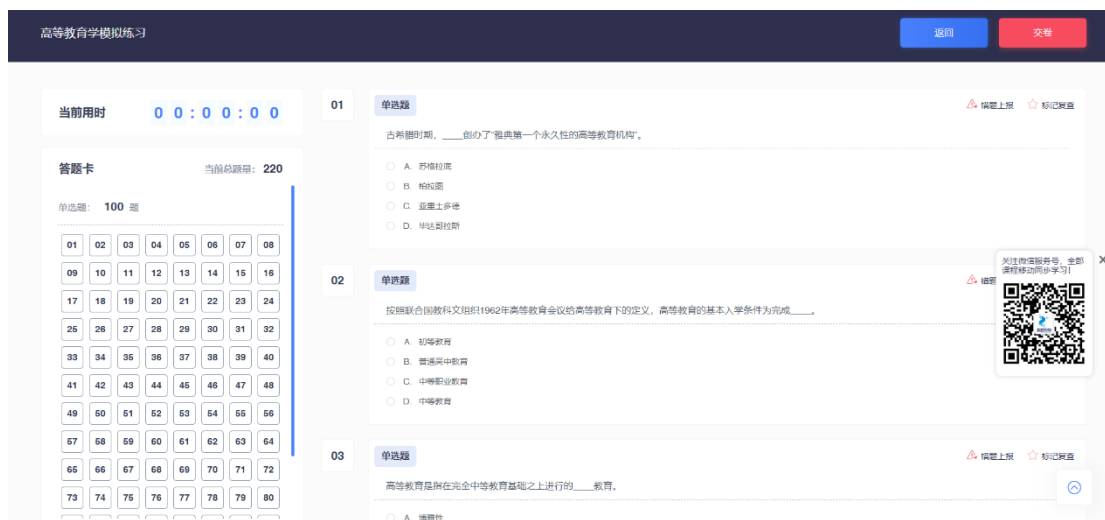 高等教育学模拟练习
返回
交卷
当前用时
00:00:00
答题卡
当前总题量: 220
单选题: 100 题
01 02 03 04 05 06 07 08
09 10 11 12 13 14 15 16
17 18 19 20 21 22 23 24
25 26 27 28 29 30 31 32
33 34 35 36 37 38 39 40
41 42 43 44 45 46 47 48
49 50 51 52 53 54 55 56
57 58 59 60 61 62 63 64
65 66 67 68 69 70 71 72
73 74 75 76 77 78 79 80
01
单选题
错题上报
标记复查
古希腊时期，____创办了“雅典第一个永久性的高等教育机构”。
A. 苏格拉底
B. 柏拉图
C. 亚里士多德
D. 毕达哥拉斯
02
单选题
错题
按照联合国教科文组织1962年高等教育会议给高等教育下的定义，高等教育的基本入学条件为完成____。
A. 初等教育
B. 普通高中教育
C. 中等职业教育
D. 中等教育
03
单选题
错题上报
标记复查
高等教育是指在完全中等教育基础之上进行的____教育。
关注微信服务号，全部
课程移动同步学习!
X